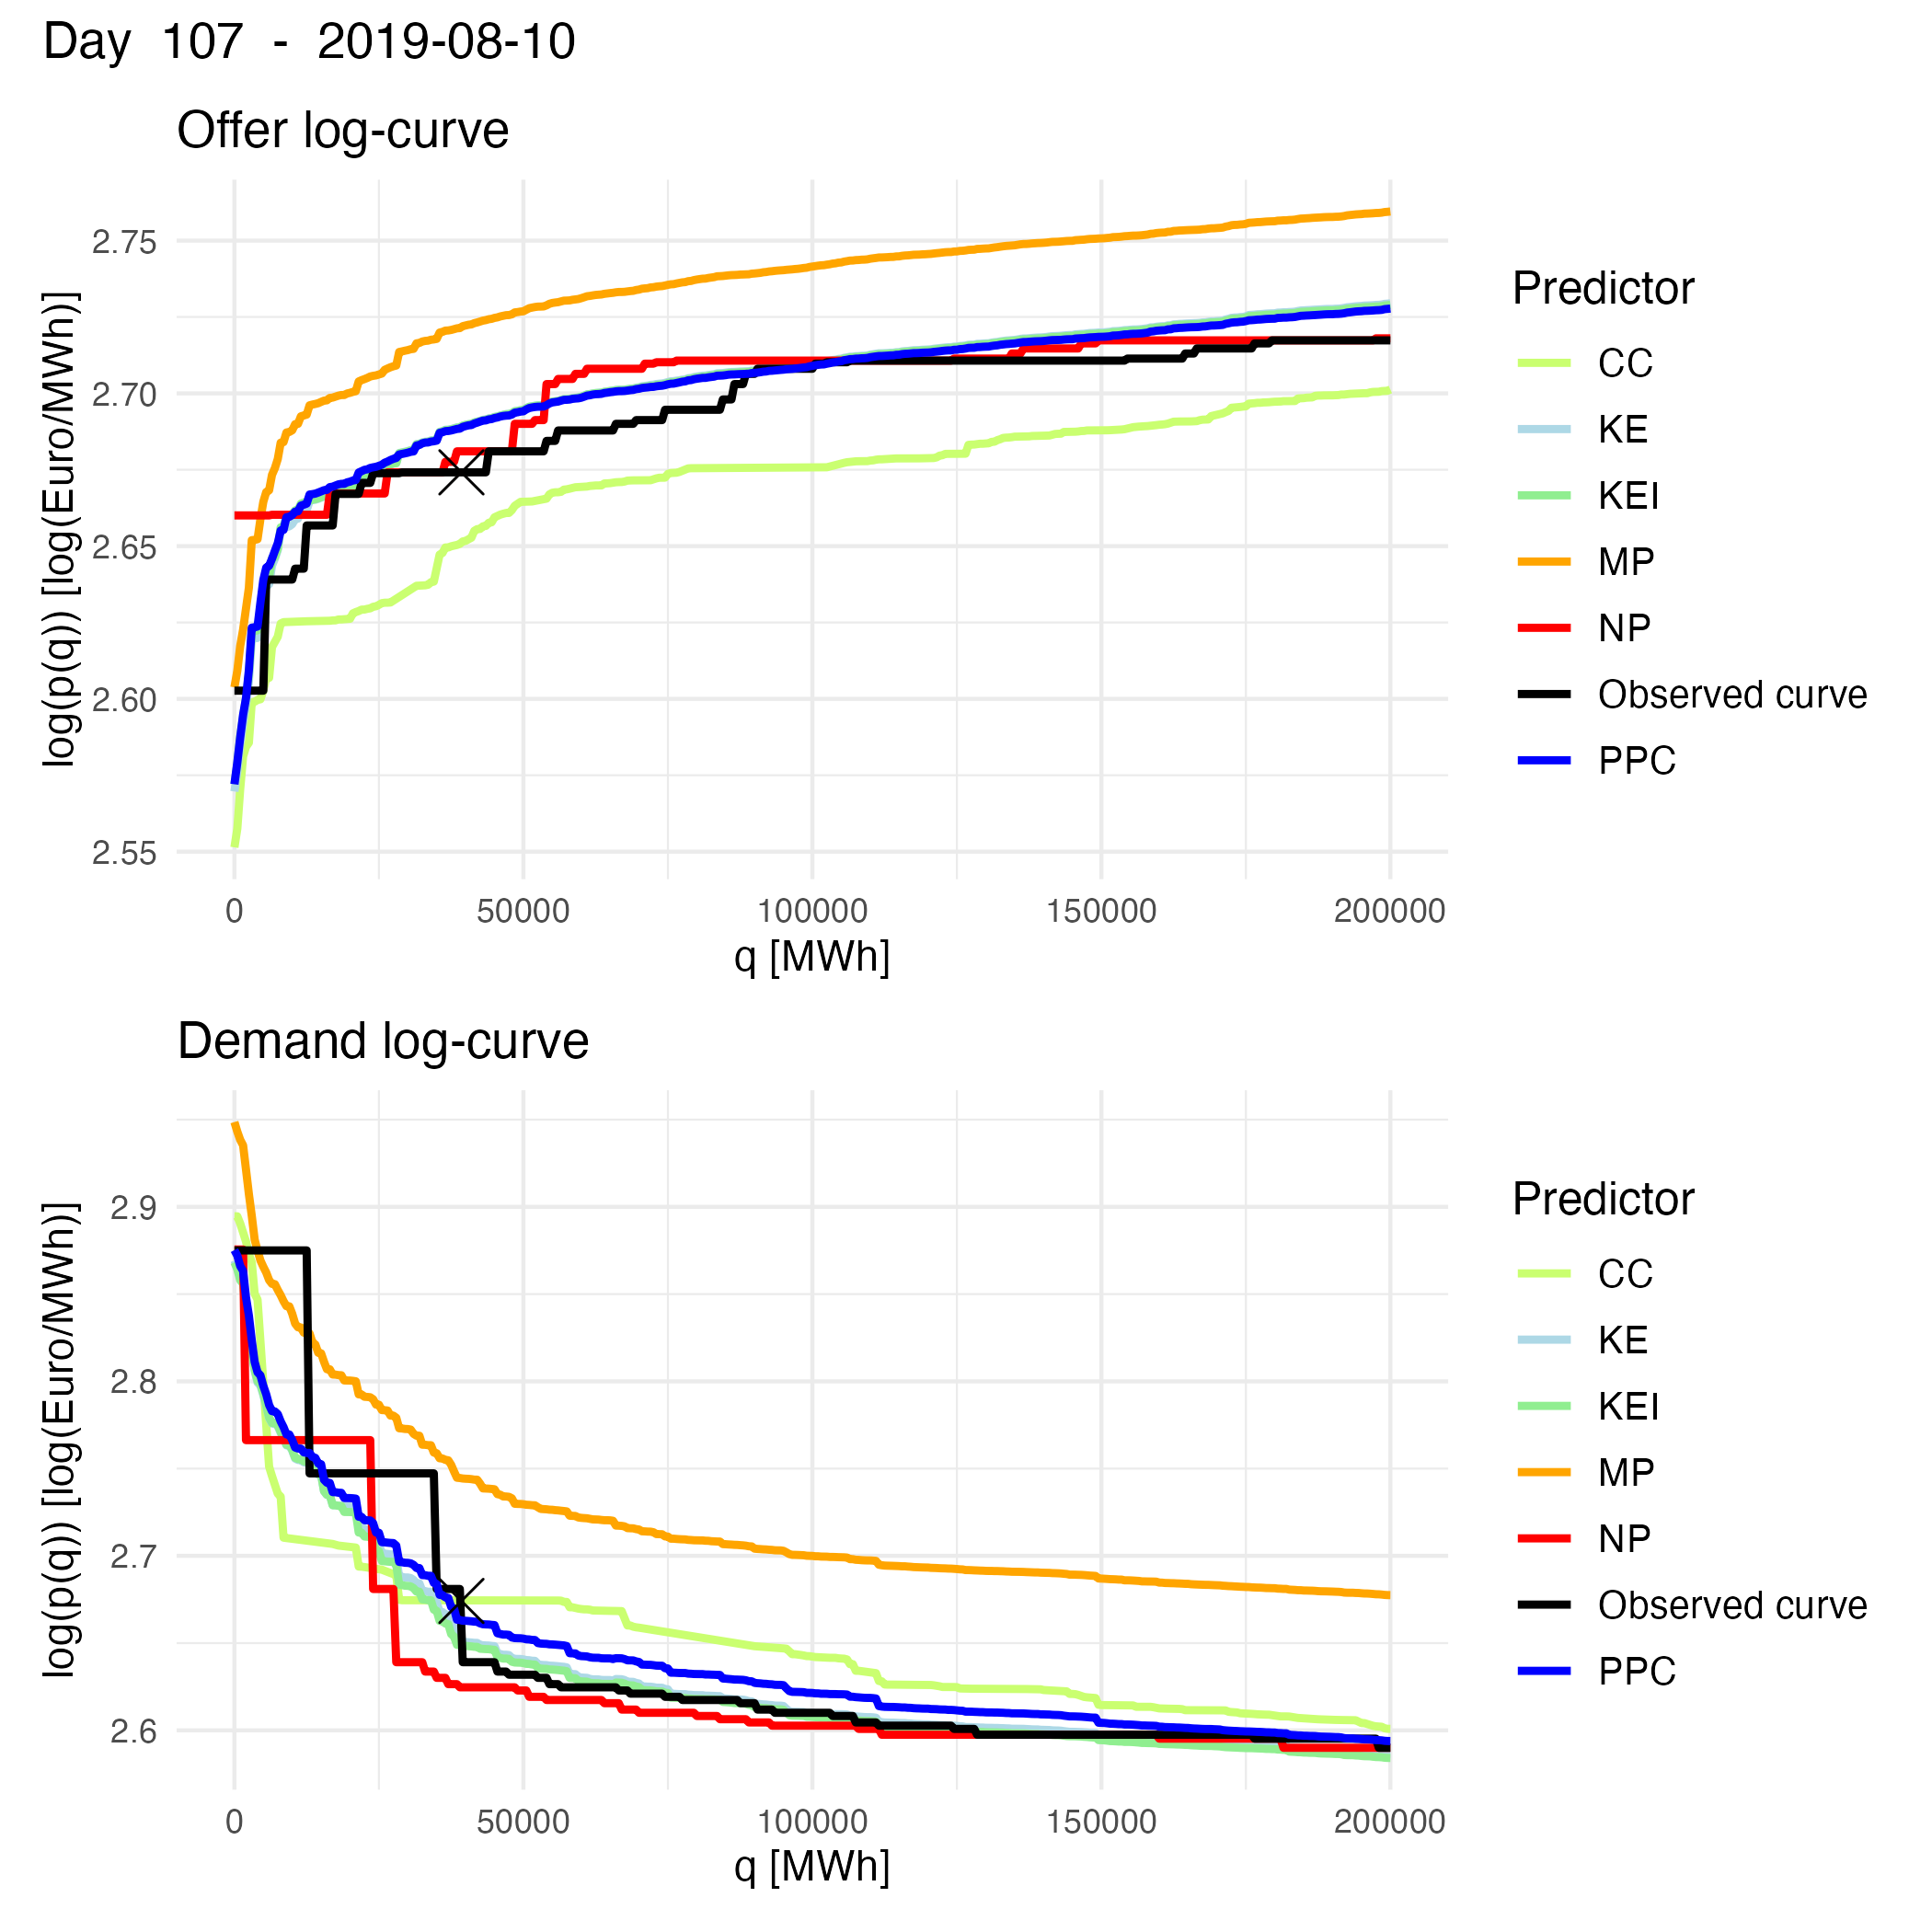 Day 107 - 2019-08-10
Offer log-curve
log(p(q)) [log(Euro/MWh)]
2.75
2.70
2.65
2.60
2.55
0 50000 100000 150000 200000
q [MWh]
Predictor
CC
KE
KEI
MP
NP
Observed curve
PPC
Demand log-curve
log(p(q)) [log(Euro/MWh)]
2.9
2.8
2.7
2.6
0 50000 100000 150000 200000
q [MWh]
Predictor
CC
KE
KEI
MP
NP
Observed curve
PPC